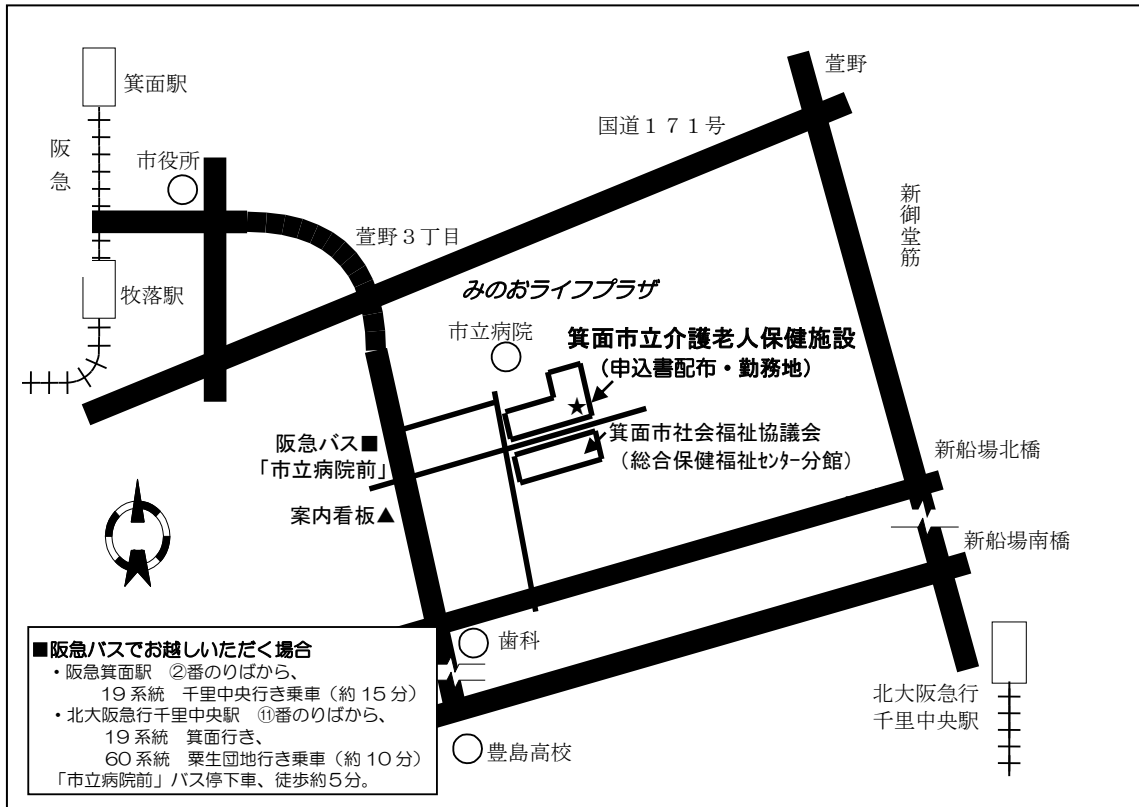 箕面駅
萱野
国道１７１号
阪急
市役所
新御堂筋
萱野３丁目
牧落駅
みのおライフプラザ
市立病院
箕面市立介護老人保健施設
（申込書配布・勤務地）
★
箕面市社会福祉協議会
（総合保健福祉センター分館）
阪急バス■
「市立病院前」
新船場北橋
案内看板▲
新船場南橋
歯科
北大阪急行
千里中央駅
豊島高校
■阪急バスでお越しいただく場合
・阪急箕面駅　②番のりばから、
19系統　千里中央行き乗車（約15分）
・北大阪急行千里中央駅　⑪番のりばから、
19系統　箕面行き、
60系統　粟生団地行き乗車（約10分）
「市立病院前」バス停下車、徒歩約5分。